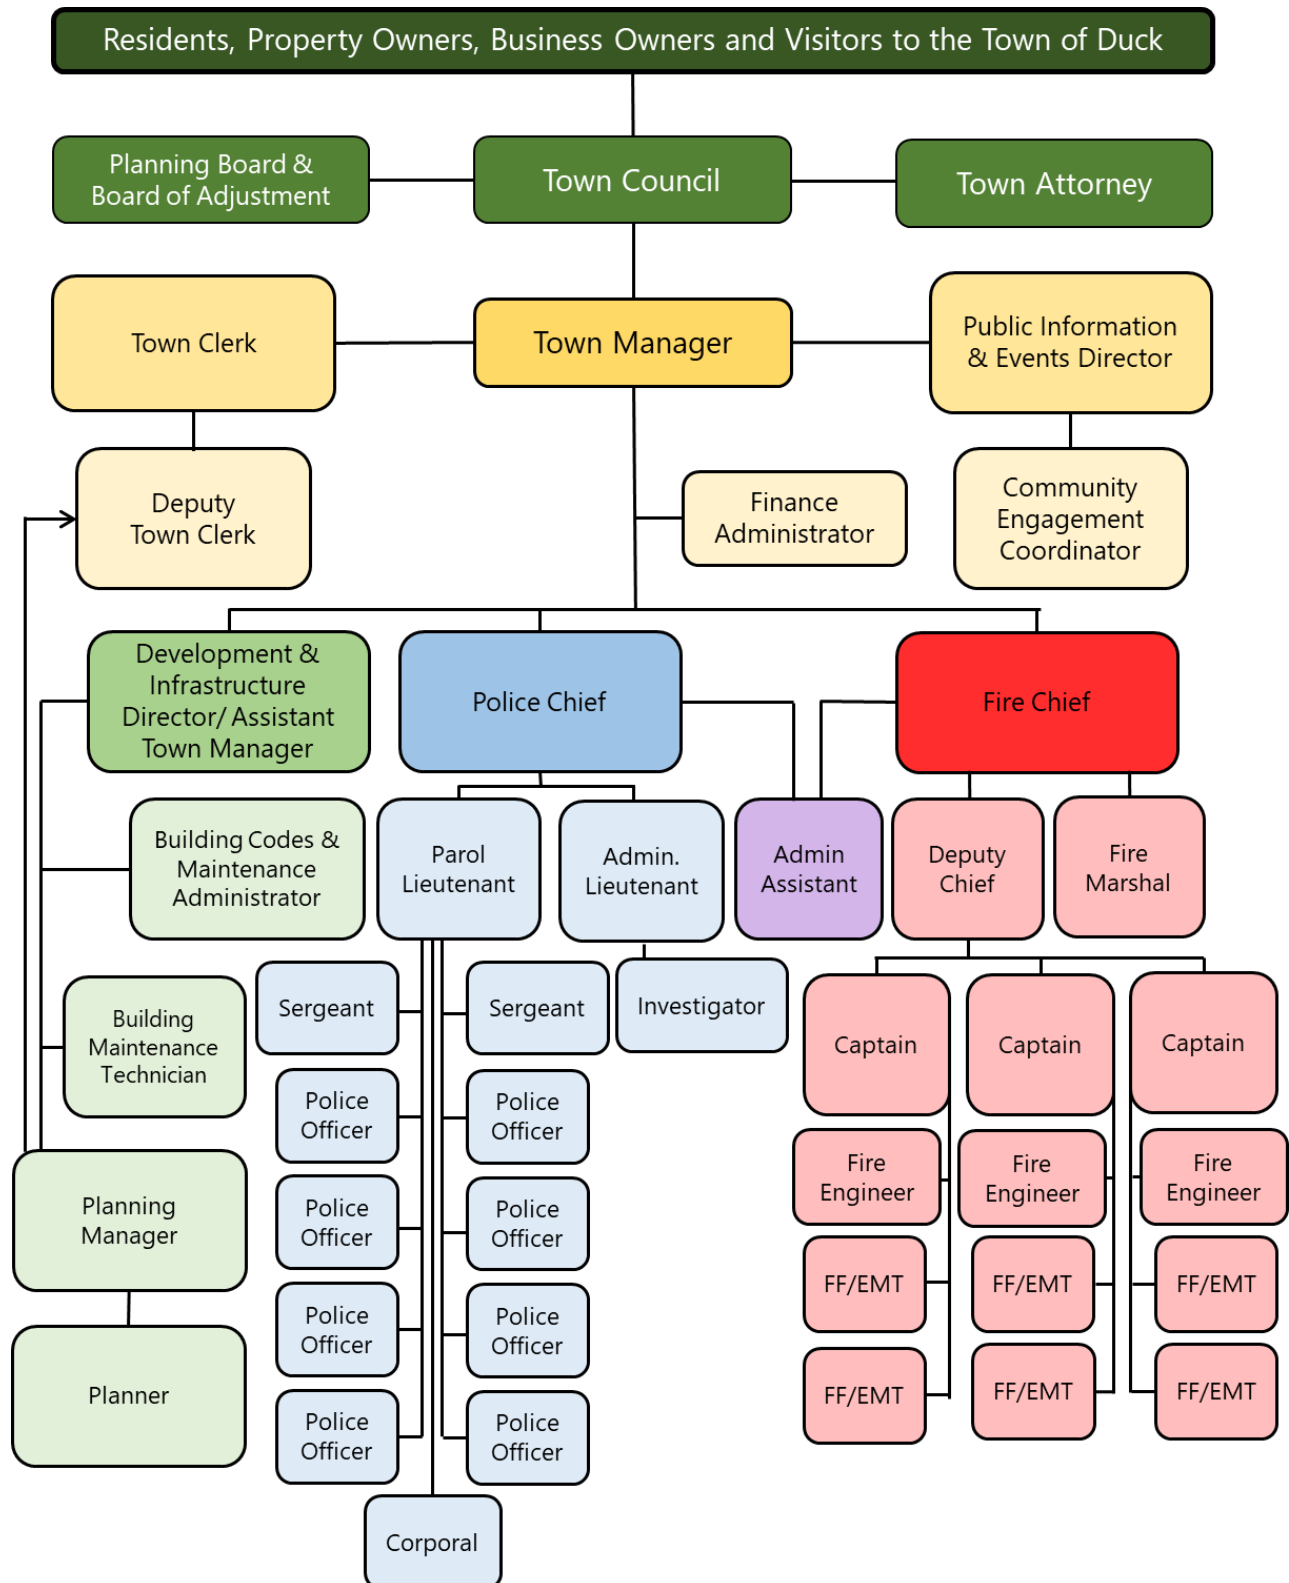 Residents, Property Owners, Business Owners and Visitors to the Town of Duck
Planning Board &
Board of Adjustment
Town Council
Town Attorney
Town Clerk
Town Manager
Public Information
& Events Director
Deputy
Town Clerk
Finance
Administrator
Community
Engagement
Coordinator
Development &
Infrastructure
Director/ Assistant
Town Manager
Police Chief
Fire Chief
Building Codes &
Maintenance
Administrator
Parol
Lieutenant
Admin.
Lieutenant
Admin
Assistant
Deputy
Chief
Fire
Marshal
Building
Maintenance
Technician
Sergeant
Sergeant
Investigator
Captain
Captain
Captain
Police
Officer
Police
Officer
Planning
Manager
Police
Officer
Police
Officer
Fire
Engineer
Fire
Engineer
Fire
Engineer
Police
Officer
Police
Officer
FF/EMT
FF/EMT
FF/EMT
Planner
Police
Officer
Police
Officer
FF/EMT
FF/EMT
FF/EMT
Corporal